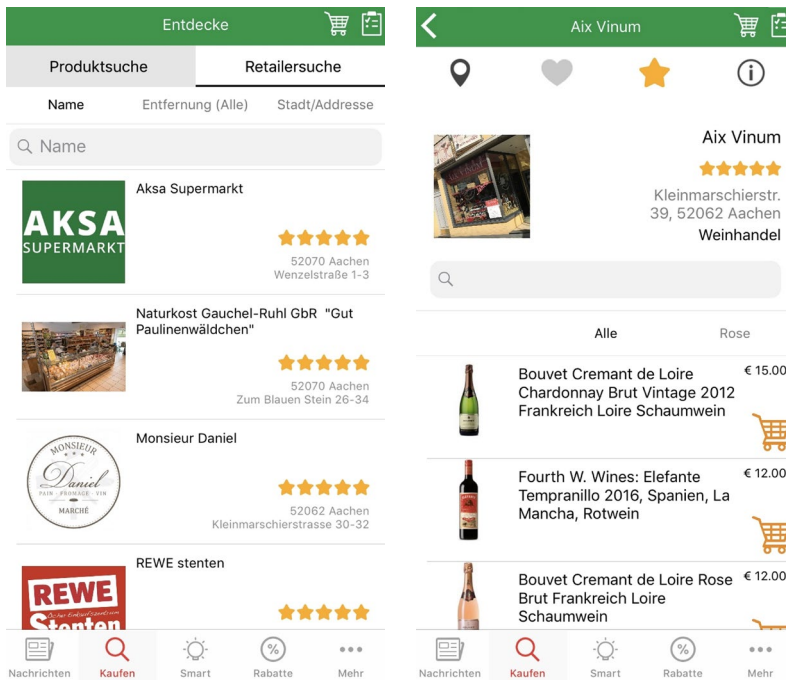 Entdecke
Produktsuche
Retailersuche
Name
Entfernung (Alle)
Stadt/Addresse
Name
AKSA
SUPERMARKT
Aksa Supermarkt
52070 Aachen
Wenzelstraße 1-3
Naturkost Gauchel-Ruhl GbR "Gut
Paulinenwäldchen"
52070 Aachen
Zum Blauen Stein 26-34
MONSIEUR
Daniel
PAIN · FROMAGE · VIN
MARCHÉ
Monsieur Daniel
52062 Aachen
Kleinmarschierstrasse 30-32
REWE
Stenten
REWE stenten
Nachrichten
Kaufen
Smart
%
Rabatte
Mehr
Aix Vinum
Aix Vinum
Kleinmarschierstr.
39, 52062 Aachen
Weinhandel
Alle
Rose
Bouvet Cremant de Loire
Chardonnay Brut Vintage 2012
Frankreich Loire Schaumwein
€ 15.00
Fourth W. Wines: Elefante
Tempranillo 2016, Spanien, La
Mancha, Rotwein
€ 12.00
Bouvet Cremant de Loire Rose
Brut Frankreich Loire
Schaumwein
€ 12.00
Nachrichten
Kaufen
Smart
%
Rabatte
Mehr